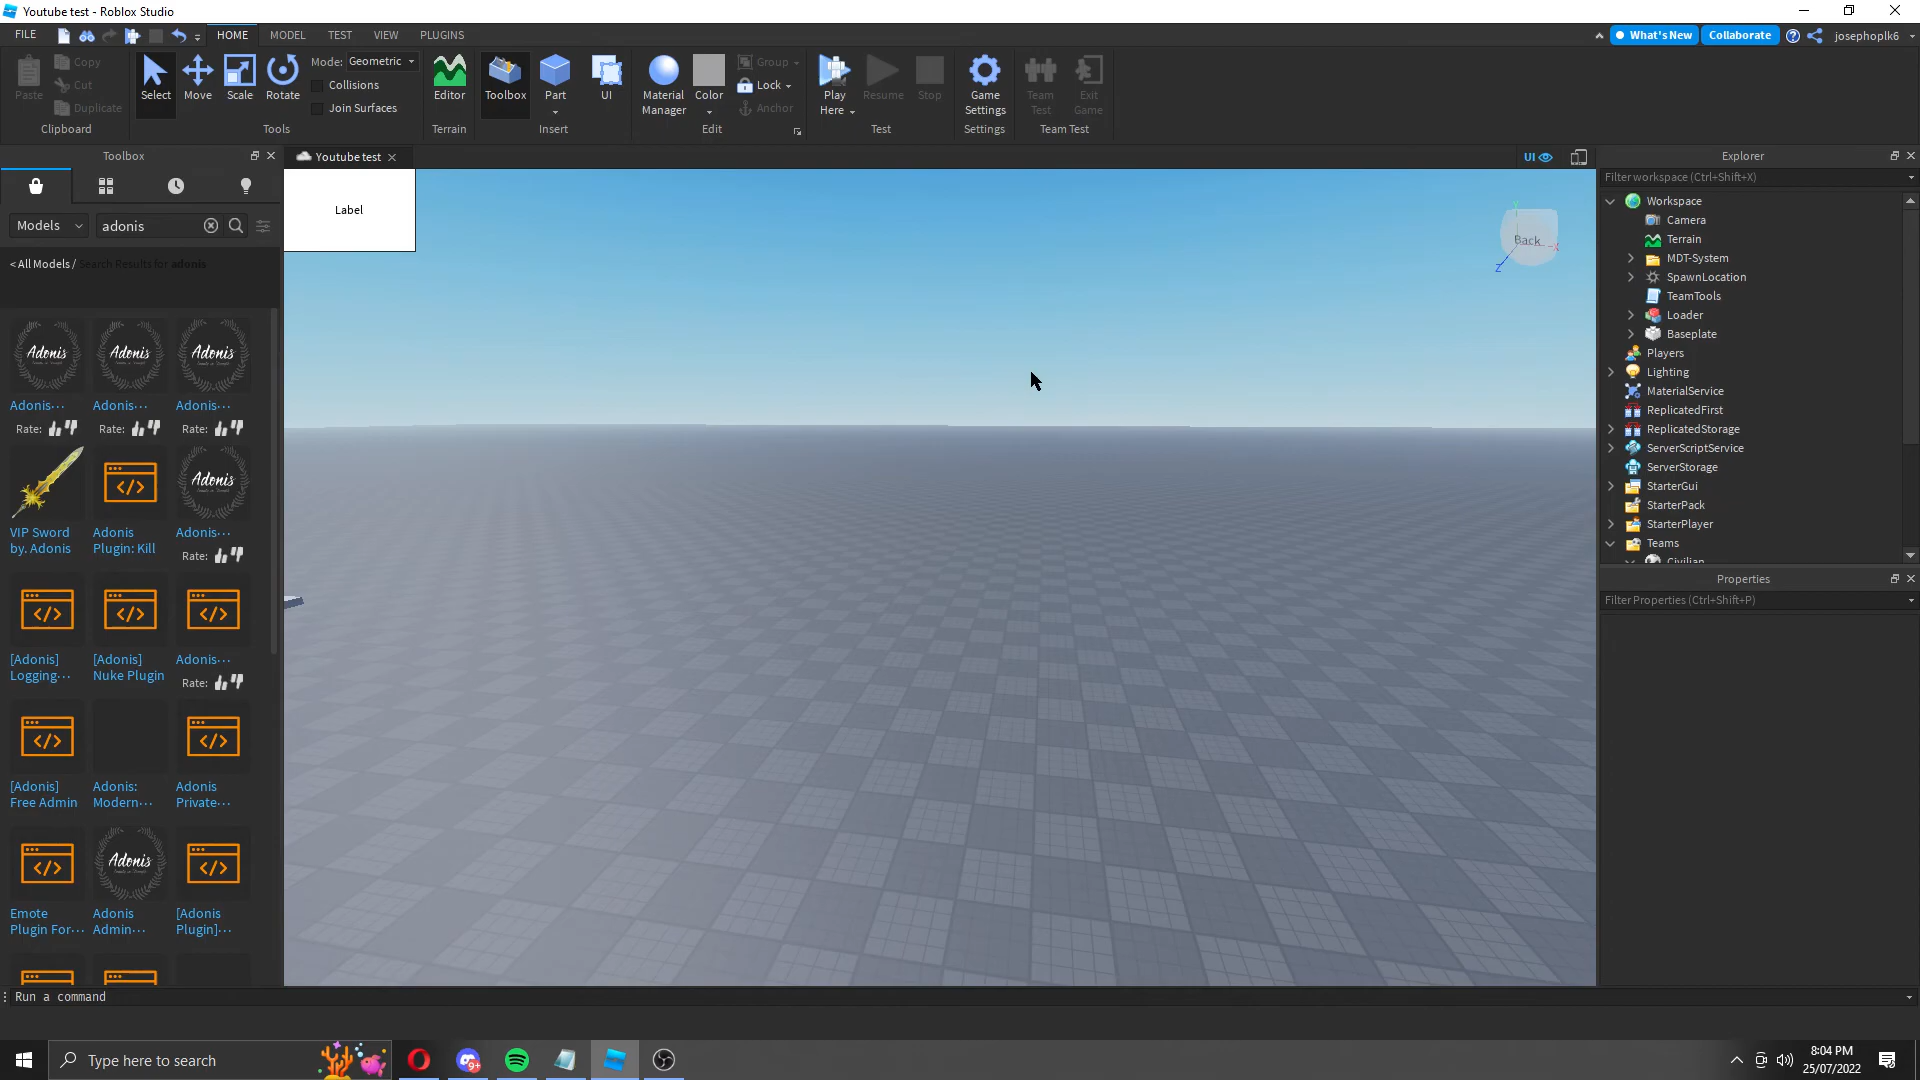 Youtube test - Roblox Studio
FILE
HOME
MODEL
TEST
VIEW
PLUGINS
What's New
Collaborate
josephoplk6
Paste
Copy
Cut
Duplicate
Clipboard
Select
Move
Scale
Rotate
Mode: Geometric
Collisions
Join Surfaces
Tools
Editor
Terrain
Toolbox
Part
UI
Insert
Material
Manager
Color
Group
Lock
Anchor
Edit
Play
Here
Resume
Stop
Test
Game
Settings
Settings
Team
Test
Exit
Game
Team Test
Toolbox
Models
adonis
< All Models / Search Results for adonis
Adonis
Adonis
Adonis
Adonis···
Adonis···
Adonis···
Rate:
Rate:
Rate:
Adonis
VIP Sword
by. Adonis
Adonis
Plugin: Kill
Adonis···
Rate:
[Adonis]
Logging···
[Adonis]
Nuke Plugin
Adonis···
Rate:
[Adonis]
Free Admin
Adonis:
Modern···
Adonis
Private···
Adonis
Emote
Plugin For···
Adonis
Admin···
[Adonis
Plugin]···
Youtube test
UI
Label
Back
Y
X
Z
Explorer
Filter workspace (Ctrl+Shift+X)
Workspace
Camera
Terrain
MDT-System
SpawnLocation
TeamTools
Loader
Baseplate
Players
Lighting
MaterialService
ReplicatedFirst
ReplicatedStorage
ServerScriptService
ServerStorage
StarterGui
StarterPack
StarterPlayer
Teams
Civilian
Properties
Filter Properties (Ctrl+Shift+P)
Run a command
Type here to search
9+
8:04 PM
25/07/2022